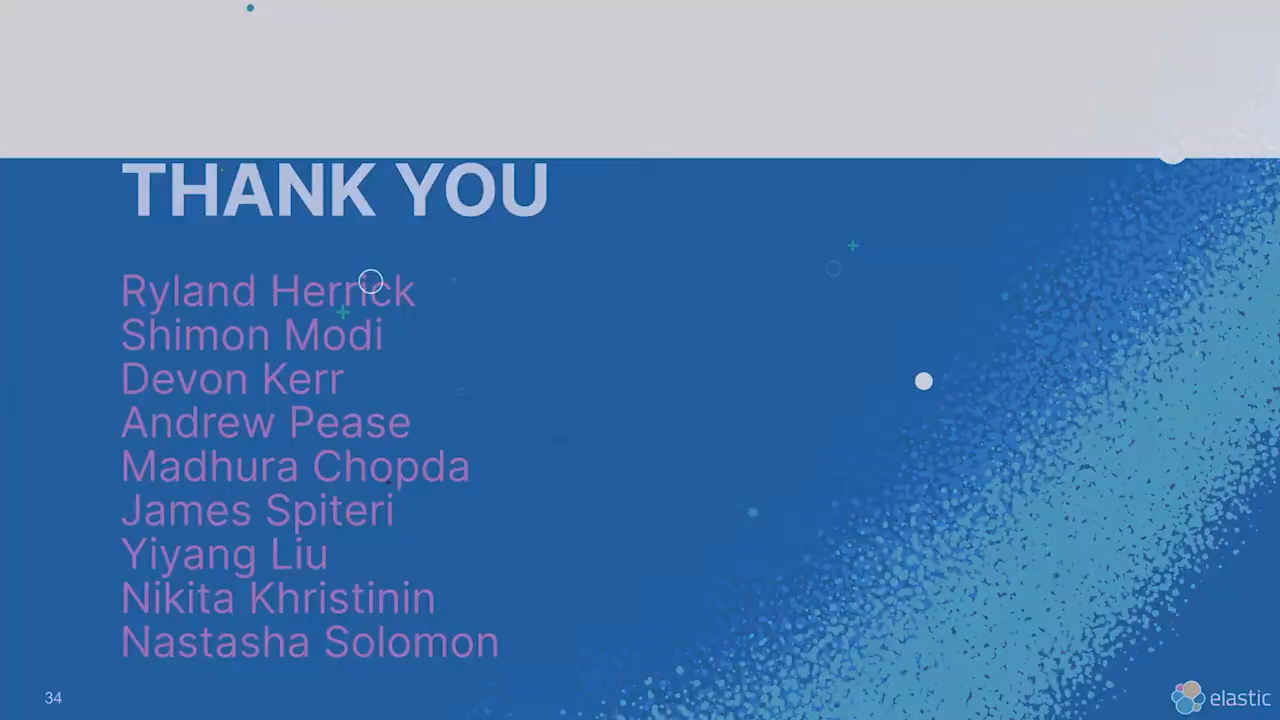 THANK YOU
Ryland Herrick
Shimon Modi
Devon Kerr
Andrew Pease
Madhura Chopda
James Spiteri
Yiyang Liu
Nikita Khristinin
Nastasha Solomon
34
elastic